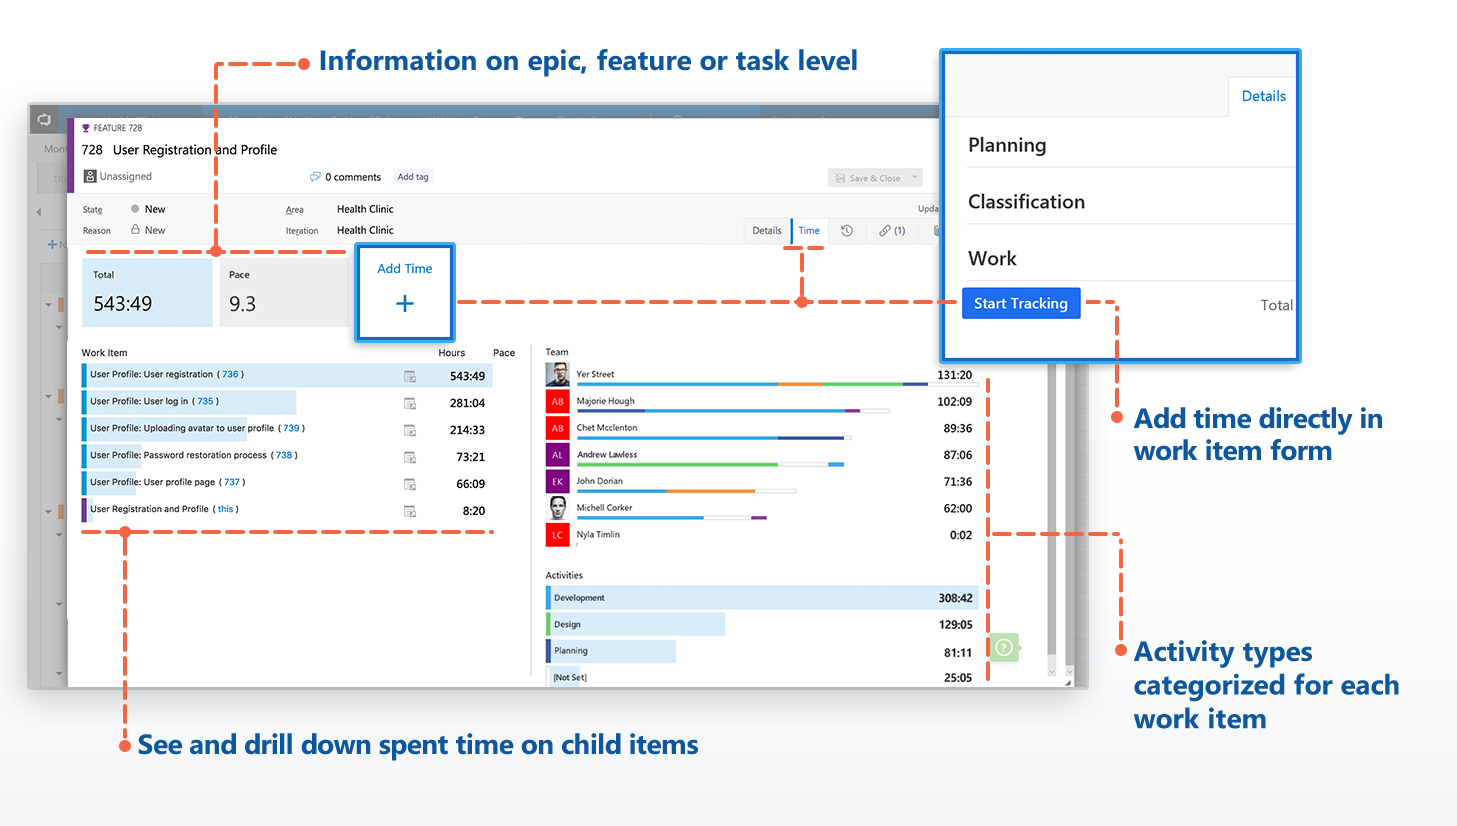 Information on epic, feature or task level
FEATURE 728
728 User Registration and Profile
Unassigned
0 comments
Add tag
Save & Close
State
New
Area
Health Clinic
Reason
New
Iteration
Health Clinic
Details
Time
(1)
Total
543:49
Pace
9.3
Add Time
+
Details
Planning
Classification
Work
Start Tracking
Total
Add time directly in
work item form
Work Item Hours Pace
User Profile: User registration ( 736 ) 543:49
User Profile: User log in ( 735 ) 281:04
User Profile: Uploading avatar to user profile ( 739 ) 214:33
User Profile: Password restoration process ( 738 ) 73:21
User Profile: User profile page ( 737 ) 66:09
User Registration and Profile ( this ) 8:20
Team
Yer Street 131:20
AB Majorie Hough 102:09
AB Chet Mcclenton 89:36
AL Andrew Lawless 87:06
EK John Dorian 71:36
Michell Corker 62:00
LC Nyla Timlin 0:02
Activities
Development 308:42
Design 129:05
Planning 81:11
[Not Set] 25:05
?
Activity types
categorized for each
work item
See and drill down spent time on child items